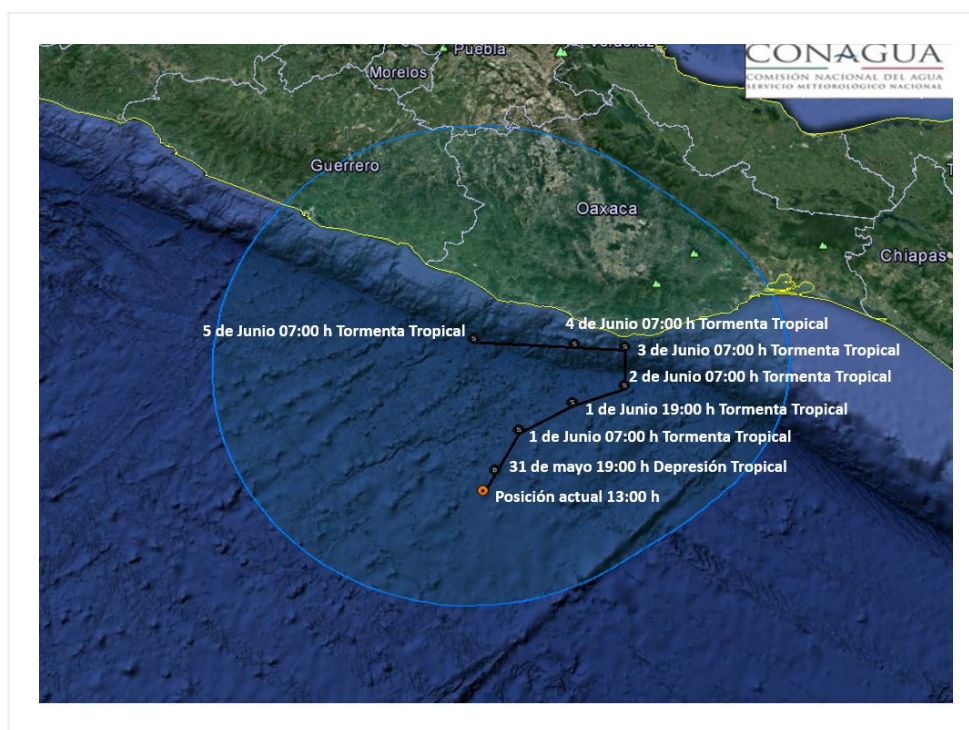 Puebla
Veracruz
CONAGUA
COMISIÓN NACIONAL DEL AGUA
SERVICIO METEOROLÓGICO NACIONAL
Morelos
Guerrero
Oaxaca
Chiapas
5 de Junio 07:00 h Tormenta Tropical
4 de Junio 07:00 h Tormenta Tropical
3 de Junio 07:00 h Tormenta Tropical
2 de Junio 07:00 h Tormenta Tropical
1 de Junio 19:00 h Tormenta Tropical
1 de Junio 07:00 h Tormenta Tropical
31 de mayo 19:00 h Depresión Tropical
Posición actual 13:00 h